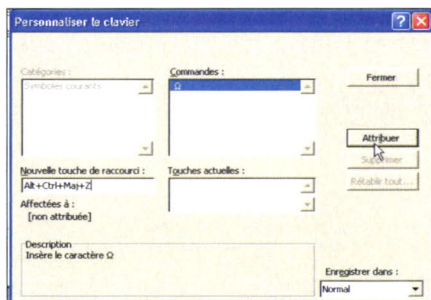 Personnaliser le clavier
Catégories :
Commandes :
Symboles courants
Ω
Fermer
Attribuer
Supprimer
Rétablir tout...
Nouvelle touche de raccourci :
Touches actuelles :
Alt+Ctrl+Maj+Z
Affectées à :
[non attribuée]
Description
Insère le caractère Ω
Enregistrer dans :
Normal